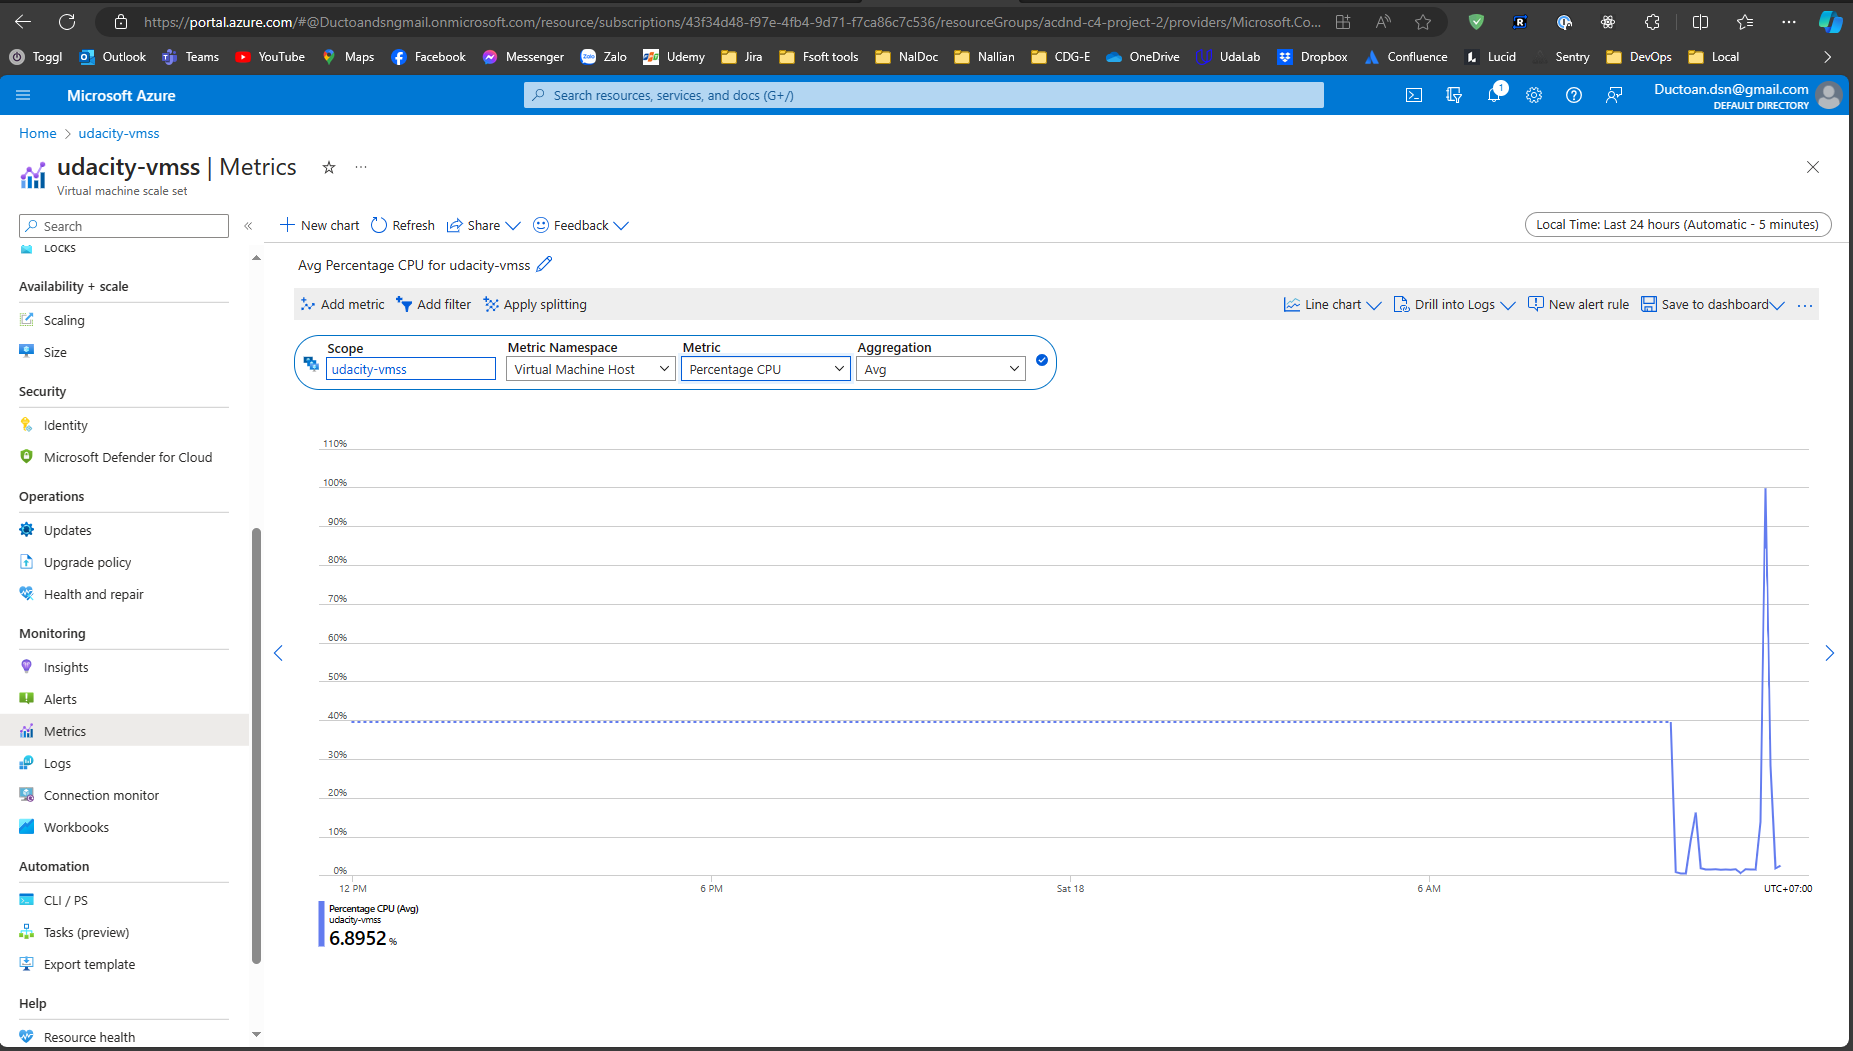 https://portal.azure.com/#@Ductoandsngmail.onmicrosoft.com/resource/subscriptions/43f34d48-f97e-4fb4-9d71-f7ca86c7c536/resourceGroups/acdnd-c4-project-2/providers/Microsoft.Co...
Toggl Outlook Teams YouTube Maps Facebook Messenger Zalo Udemy Jira Fsoft tools NalDoc Nallian CDG-E OneDrive UdaLab Dropbox Confluence Lucid Sentry DevOps Local
Microsoft Azure
Search resources, services, and docs (G+/)
1
Ductoan.dsn@gmail.com
DEFAULT DIRECTORY
Home > udacity-vmss
udacity-vmss | Metrics
Virtual machine scale set
Search
New chart Refresh Share Feedback
Local Time: Last 24 hours (Automatic - 5 minutes)
Locks
Availability + scale
Scaling
Size
Security
Identity
Microsoft Defender for Cloud
Operations
Updates
Upgrade policy
Health and repair
Monitoring
Insights
Alerts
Metrics
Logs
Connection monitor
Workbooks
Automation
CLI / PS
Tasks (preview)
Export template
Help
Resource health
Avg Percentage CPU for udacity-vmss
Add metric Add filter Apply splitting
Line chart Drill into Logs New alert rule Save to dashboard
Scope Metric Namespace Metric Aggregation
udacity-vmss Virtual Machine Host Percentage CPU Avg
110%
100%
90%
80%
70%
60%
50%
40%
30%
20%
10%
0%
12 PM 6 PM Sat 18 6 AM UTC+07:00
Percentage CPU (Avg)
udacity-vmss
6.8952 %